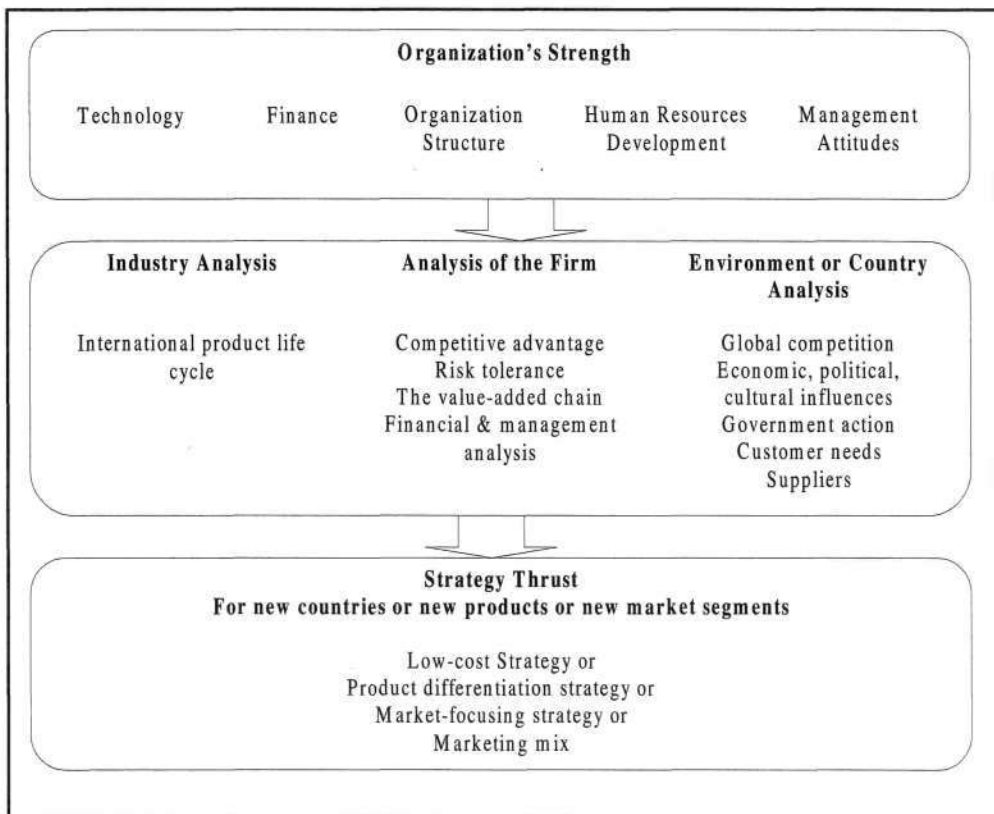 Organization's Strength
Technology
Finance
Organization
Structure
Human Resources
Development
Management
Attitudes
Industry Analysis
International product life
cycle
Analysis of the Firm
Competitive advantage
Risk tolerance
The value-added chain
Financial & management
analysis
Environment or Country
Analysis
Global competition
Economic, political,
cultural influences
Government action
Customer needs
Suppliers
Strategy Thrust
For new countries or new products or new market segments
Low-cost Strategy or
Product differentiation strategy or
Market-focusing strategy or
Marketing mix